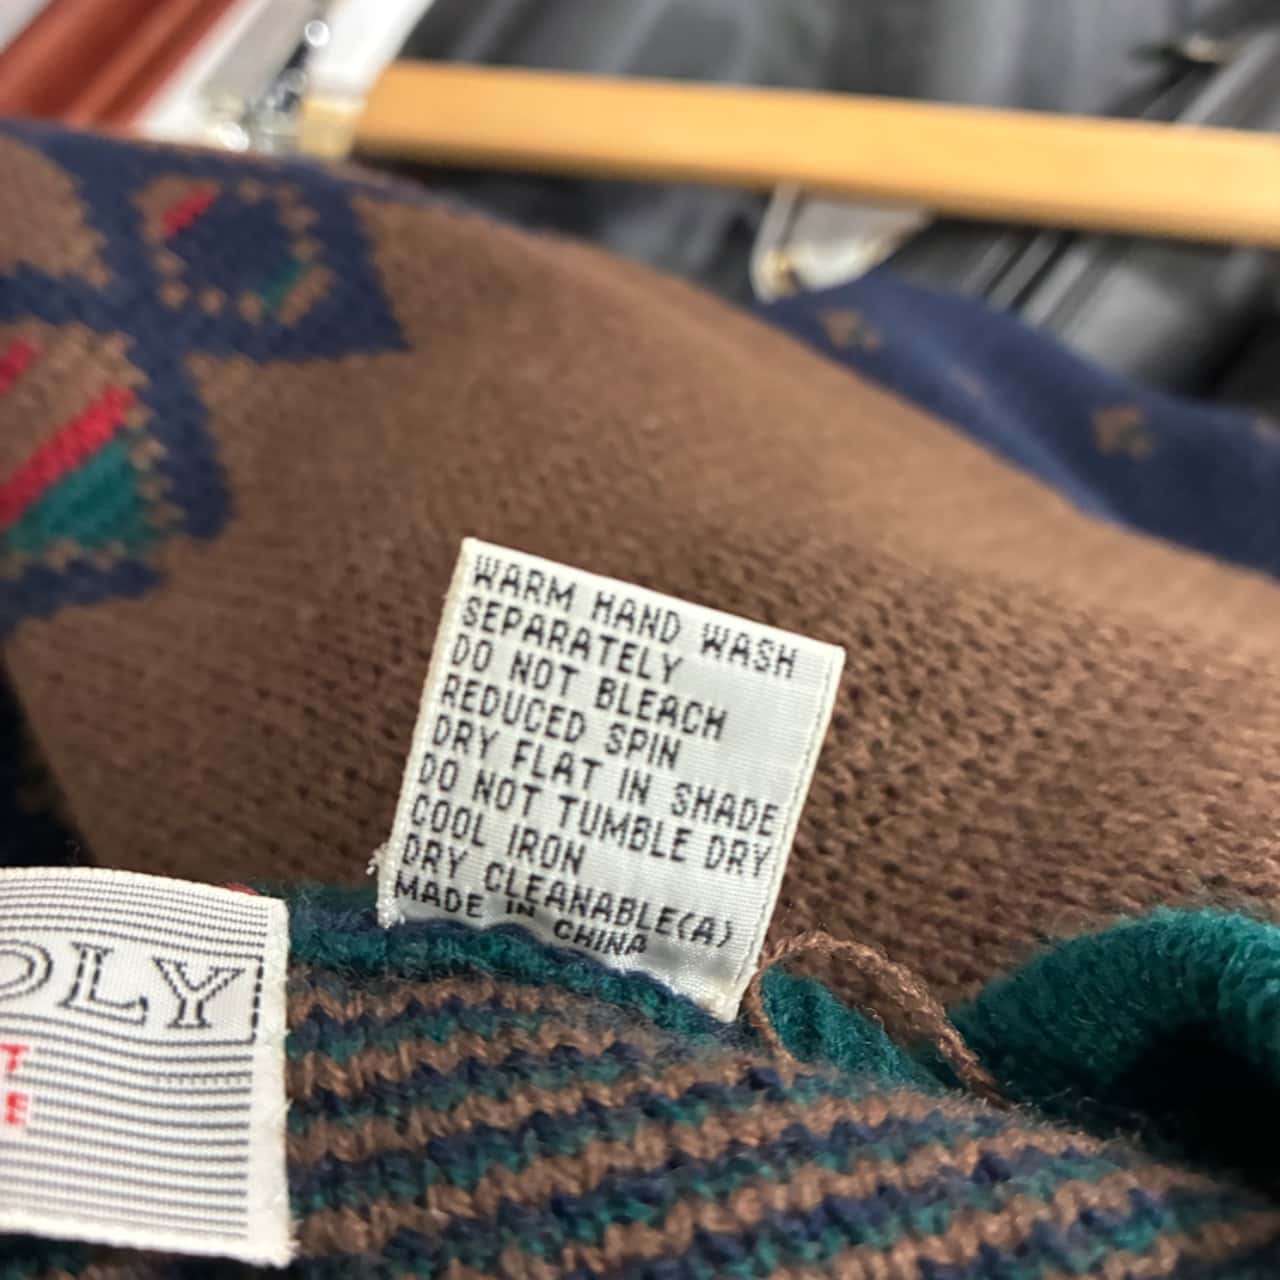 WARM HAND WASH
SEPARATELY
DO NOT BLEACH
REDUCED SPIN
DRY FLAT IN SHADE
DO NOT TUMBLE DRY
COOL IRON
DRY CLEANABLE(A)
MADE IN CHINA
OLY
T
E